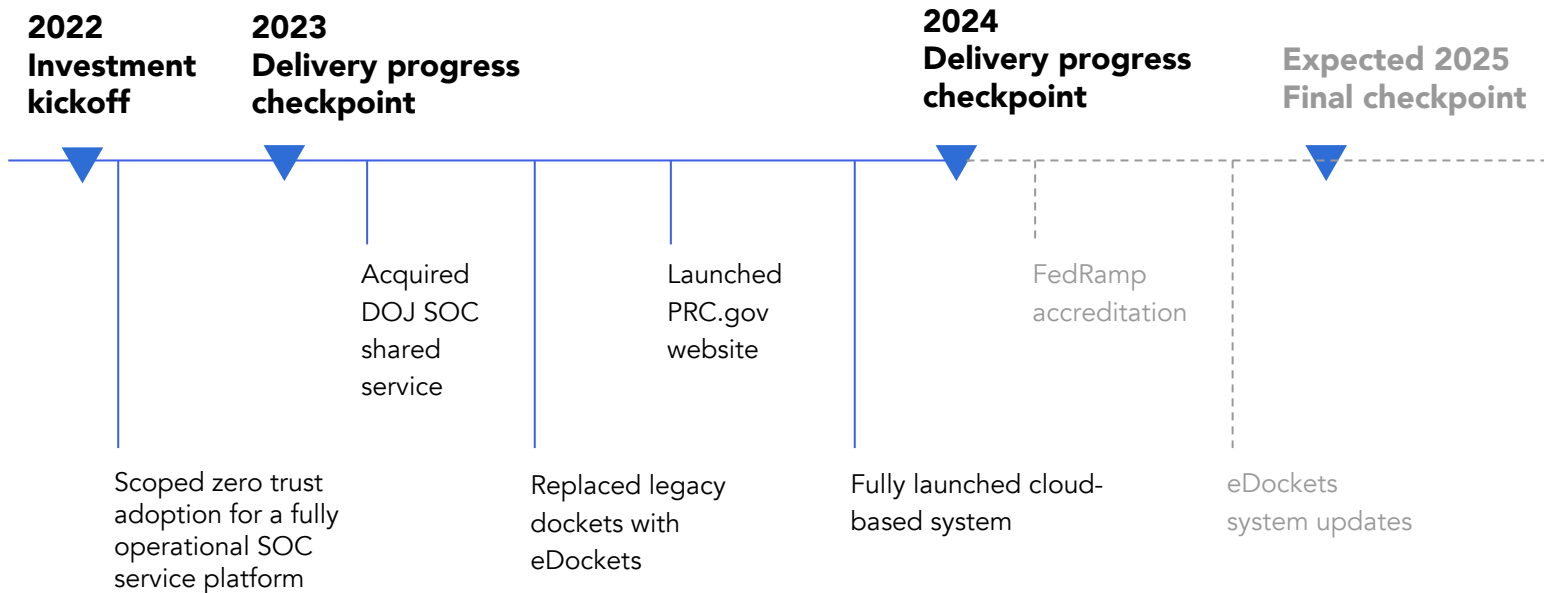 2022
Investment
kickoff
2023
Delivery progress
checkpoint
2024
Delivery progress
checkpoint
Expected 2025
Final checkpoint
Acquired
DOJ SOC
shared
service
Launched
PRC.gov
website
FedRamp
accreditation
Scoped zero trust
adoption for a fully
operational SOC
service platform
Replaced legacy
dockets with
eDockets
Fully launched cloud-
based system
eDockets
system updates